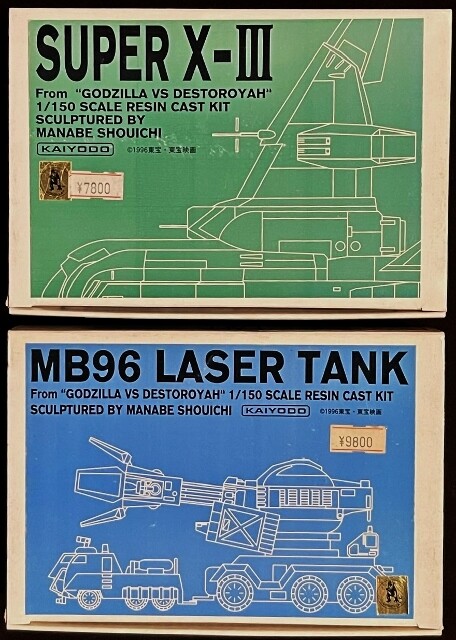 SUPER X-III
From "GODZILLA VS DESTOROYAH"
1/150 SCALE RESIN CAST KIT
SCULPTURED BY
MANABE SHOUICHI
KAIYODO ©1996東宝・東宝映画
¥7800
MB96 LASER TANK
From "GODZILLA VS DESTOROYAH" 1/150 SCALE RESIN CAST KIT
SCULPTURED BY MANABE SHOUICHI KAIYODO ©1996東宝・東宝映画
¥9800